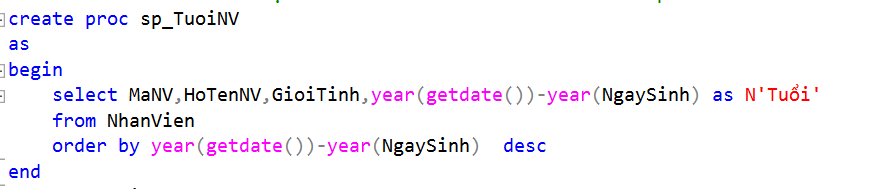 create proc sp_TuoiNV
as
begin
select MaNV,HoTenNV,GioiTinh,year(getdate())-year(NgaySinh) as N'Tuổi'
from NhanVien
order by year(getdate())-year(NgaySinh)  desc
end